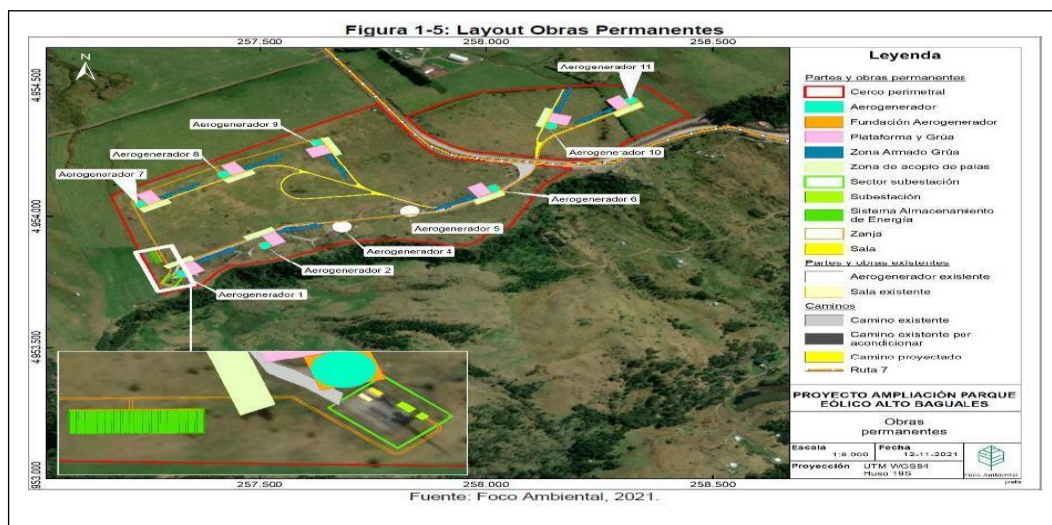 Figura 1-5: Layout Obras Permanentes
257.500
258.000
258.500
4.954.500
4.954.000
4.953.500
4.953.000
N
Aerogenerador 11
Aerogenerador 9
Aerogenerador 8
Aerogenerador 7
Aerogenerador 10
Aerogenerador 6
Aerogenerador 5
Aerogenerador 4
Aerogenerador 2
Aerogenerador 1
Leyenda
Partes y obras permanentes
Cerco perimetral
Aerogenerador
Fundación Aerogenerador
Plataforma y Grúa
Zona Armado Grúa
Zona de acopio de palas
Sector subestación
Subestación
Sistema Almacenamiento
de Energía
Zanja
Sala
Partes y obras existentes
Aerogenerador existente
Sala existente
Caminos
Camino existente
Camino existente por
acondicionar
Camino proyectado
Ruta 7
PROYECTO AMPLIACIÓN PARQUE
EÓLICO ALTO BAGUALES
Obras
permanentes
Escala
1:8.000
Fecha
12-11-2021
Proyección
UTM WGS84
Huso 19S
Foco Ambiental
Fuente: Foco Ambiental, 2021.